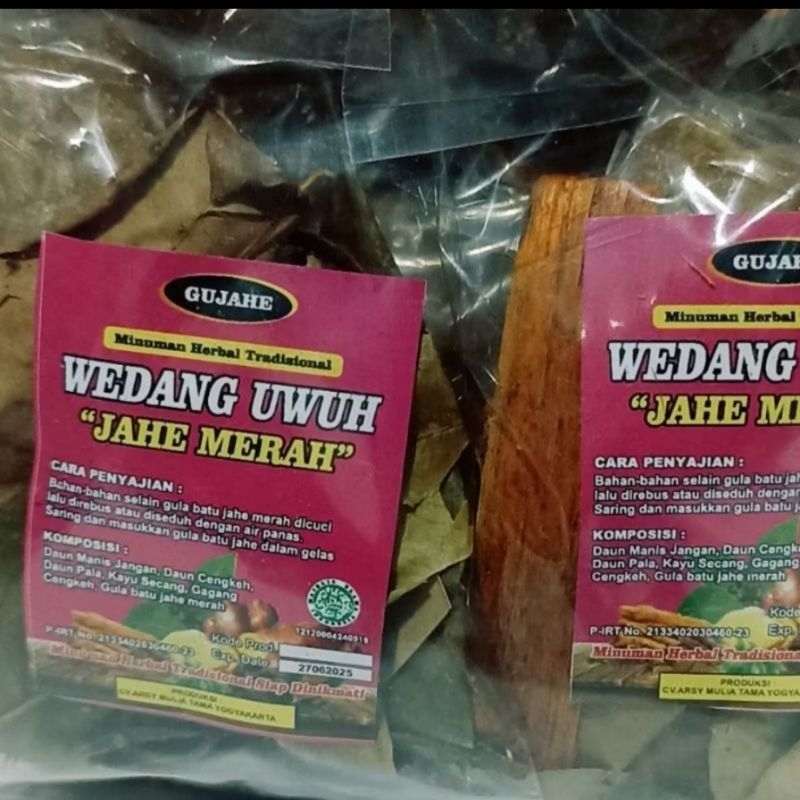 GUJAHE
Minuman Herbal Tradisional
WEDANG UWUH
"JAHE MERAH"
CARA PENYAJIAN :
Bahan-bahan selain gula batu jahe merah dicuci
lalu direbus atau diseduh dengan air panas.
Saring dan masukkan gula batu jahe dalam gelas
KOMPOSISI :
Daun Manis Jangan, Daun Cengkeh,
Daun Pala, Kayu Secang, Gagang
Cengkeh, Gula batu jahe merah
12120004240919
P-IRT No. 2133402030460-23
Kode Prod.
Exp. Date
27062025
Minuman Herbal Tradisional Siap Dinikmati
PRODUKSI
CV.ARSY MULIA TAMA YOGYAKARTA
GUJAHE
Minuman Herbal
WEDANG
"JAHE ME
CARA PENYAJIAN :
Bahan-bahan selain gula batu jah
lalu direbus atau diseduh dengan
Saring dan masukkan gula batu j
KOMPOSISI :
Daun Manis Jangan, Daun Cengk
Daun Pala, Kayu Secang, Gagang
Cengkeh, Gula batu jahe merah
P-IRT No. 2133402030460-23
Kode
Exp.
Minuman Herbal Tradisiona
PRODUKSI
CV.ARSY MULIA TAMA YOGYA